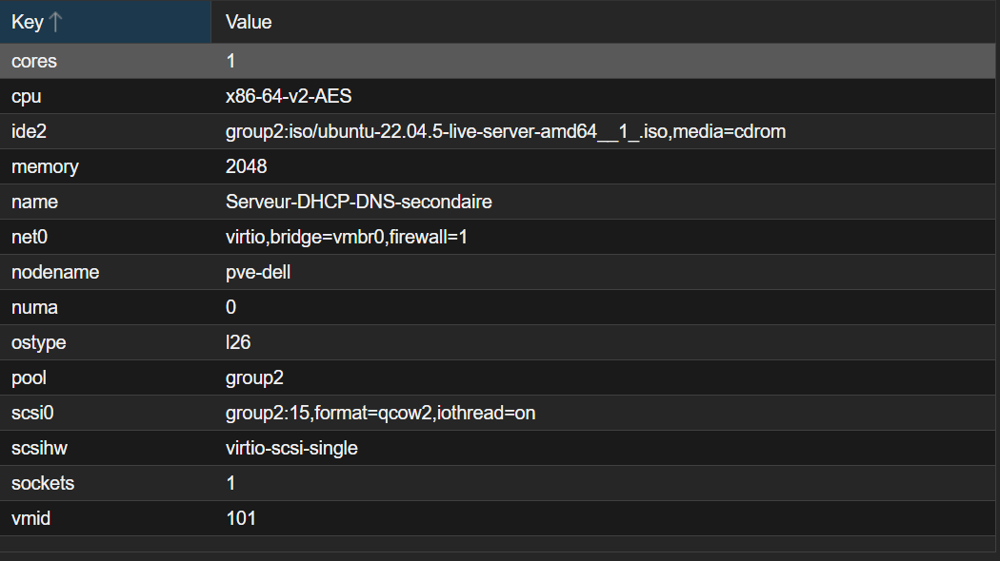 Key Value
cores 1
cpu x86-64-v2-AES
ide2 group2:iso/ubuntu-22.04.5-live-server-amd64__1_.iso,media=cdrom
memory 2048
name Serveur-DHCP-DNS-secondaire
net0 virtio,bridge=vmbr0,firewall=1
nodename pve-dell
numa 0
ostype l26
pool group2
scsi0 group2:15,format=qcow2,iothread=on
scsihw virtio-scsi-single
sockets 1
vmid 101